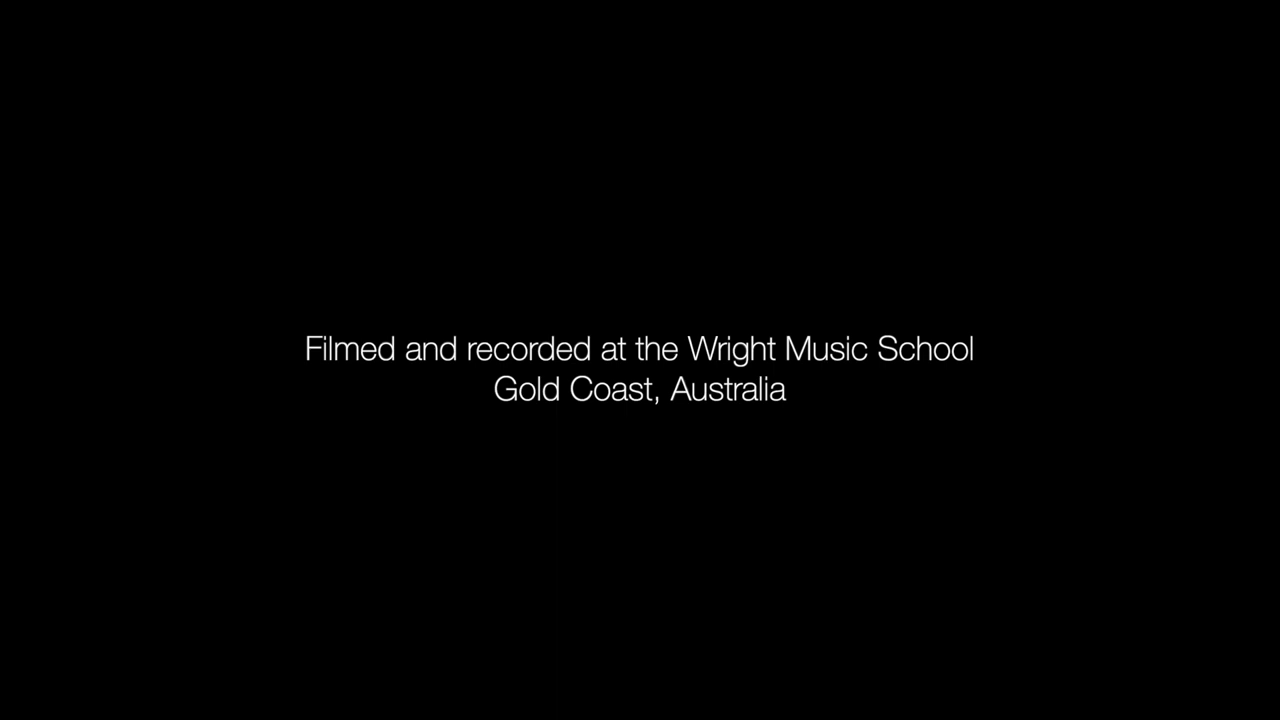 Filmed and recorded at the Wright Music School
Gold Coast, Australia